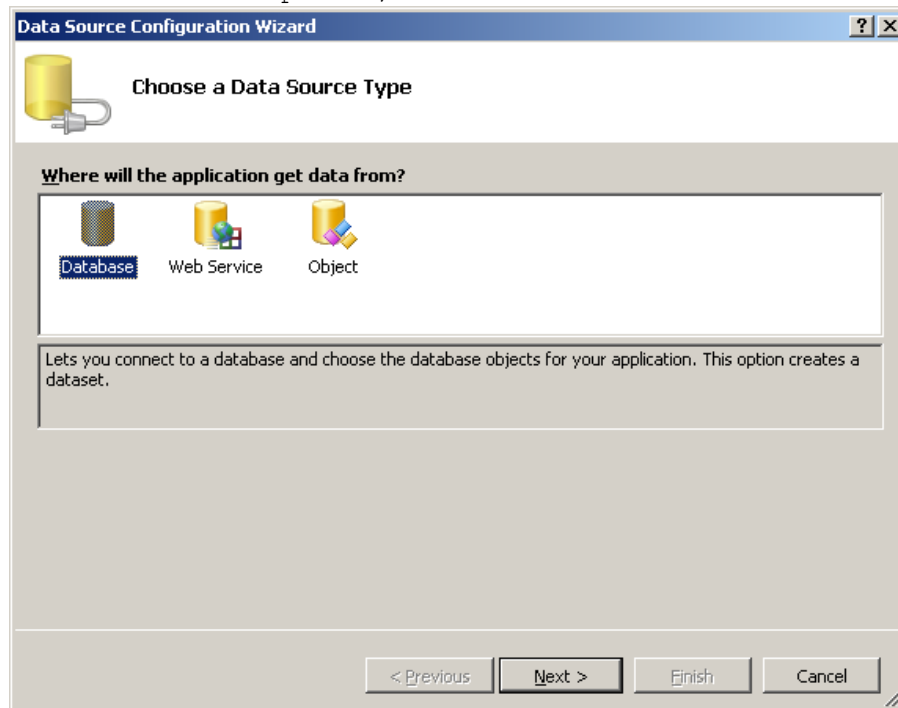 Data Source Configuration Wizard
Choose a Data Source Type
Where will the application get data from?
Database Web Service Object
Lets you connect to a database and choose the database objects for your application. This option creates a
dataset.
< Previous Next > Finish Cancel